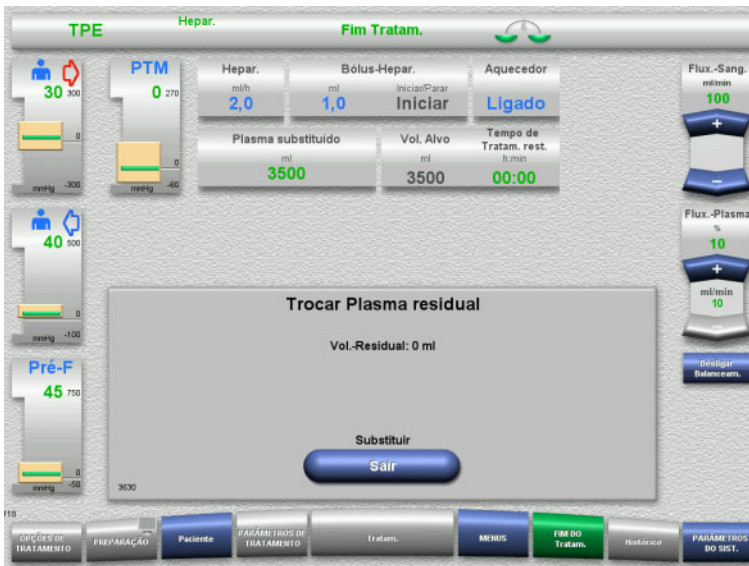 TPE Hepar. Fim Tratam.
30 300
0
mmHg -300
PTM
0 270
0
mmHg -60
Hepar.
ml/h
2,0
Bólus-Hepar.
ml Iniciar/Parar
1,0 Iniciar
Aquecedor
Ligado
Plasma substituído
ml
3500
Vol. Alvo
ml
3500
Tempo de
Tratam. rest.
h:min
00:00
Flux.-Sang.
ml/min
100
+
−
40 500
0
mmHg -100
Flux.-Plasma
%
10
+
ml/min
10
−
Desligar
Balanceam.
Pré-F
45 750
0
mmHg -50
Trocar Plasma residual
Vol.-Residual: 0 ml
Substituir
Sair
3630
110
OPÇÕES DE
TRATAMENTO
PREPARAÇÃO
Paciente
PARÂMETROS DE
TRATAMENTO
Tratam.
MENUS
FIM DO
Tratam.
Histórico
PARÂMETROS
DO SIST.